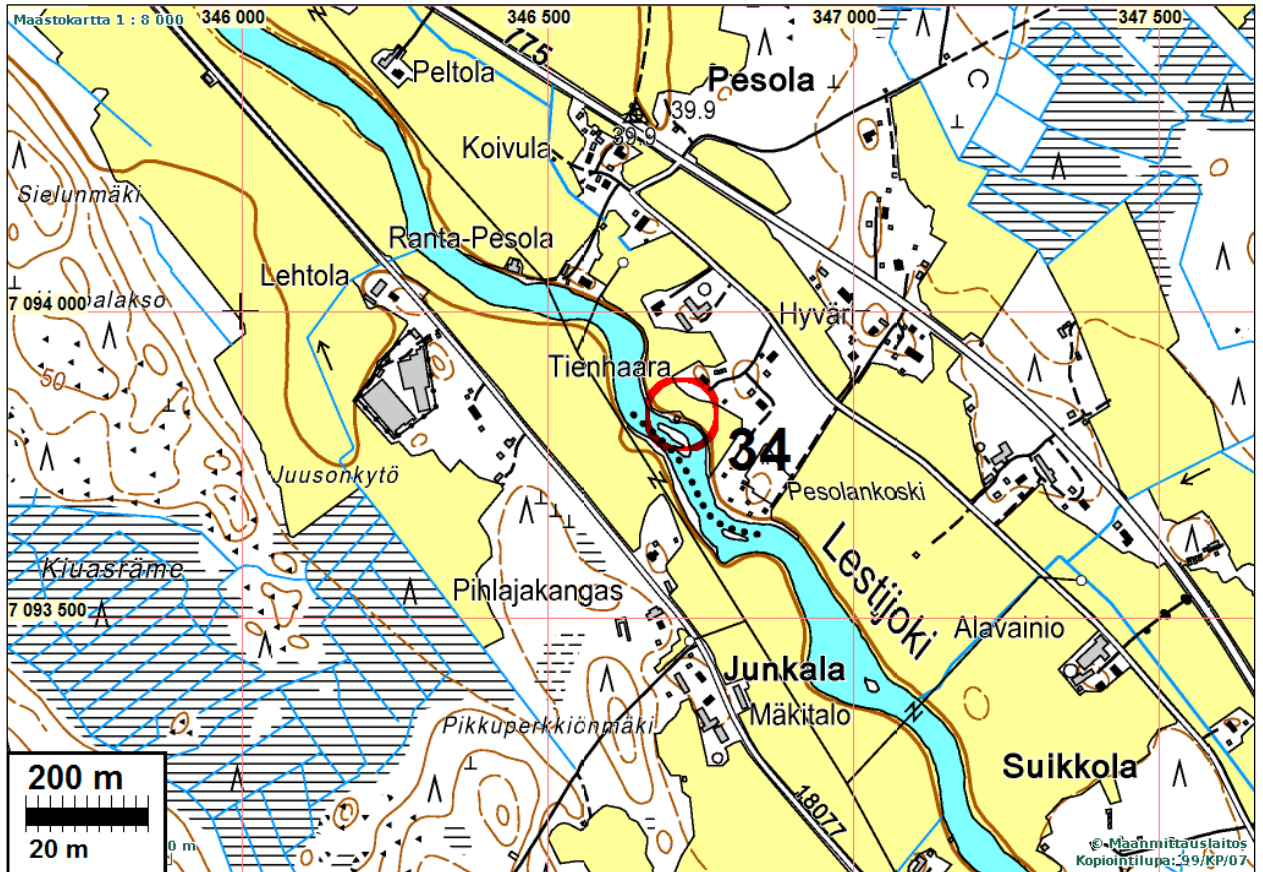 Maastokartta 1 : 8 000
346 000
346 500
347 000
347 500
775
Peltola
Pesola
39.9
39.9
Koivula
Sielunmäki
Ranta-Pesola
Lehtola
7 094 000
Hyväri
Tienhaara
50
34
Juusonkytö
Pesolankoski
Lestijoki
Kiuasräme
Pihlajakangas
7 093 500
Alavainio
Junkala
Mäkitalo
Pikkuperkkiönmäki
Suikkola
200 m
18077
20 m
0 m
© Maanmittauslaitos
Kopiointilupa: 99/KP/07